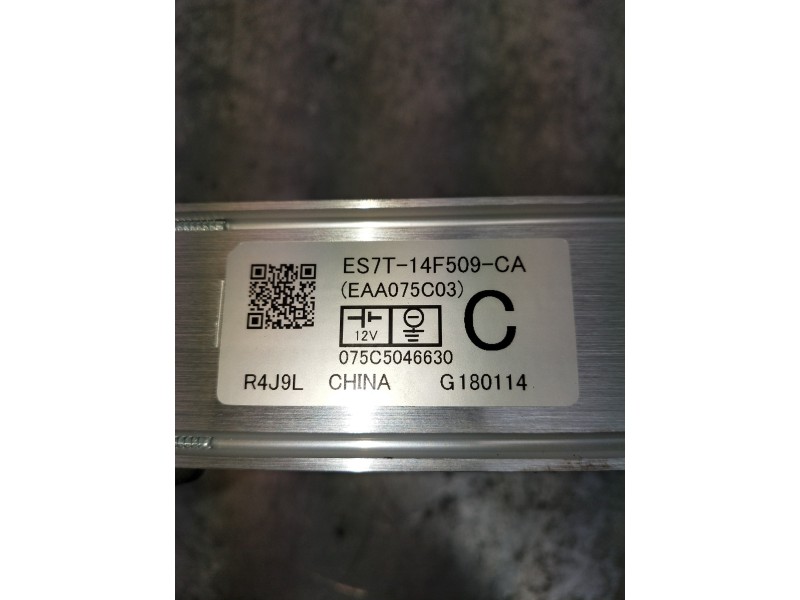 ES7T-14F509-CA
(EAA075C03)
12V
C
075C5046630
R4J9L CHINA G180114